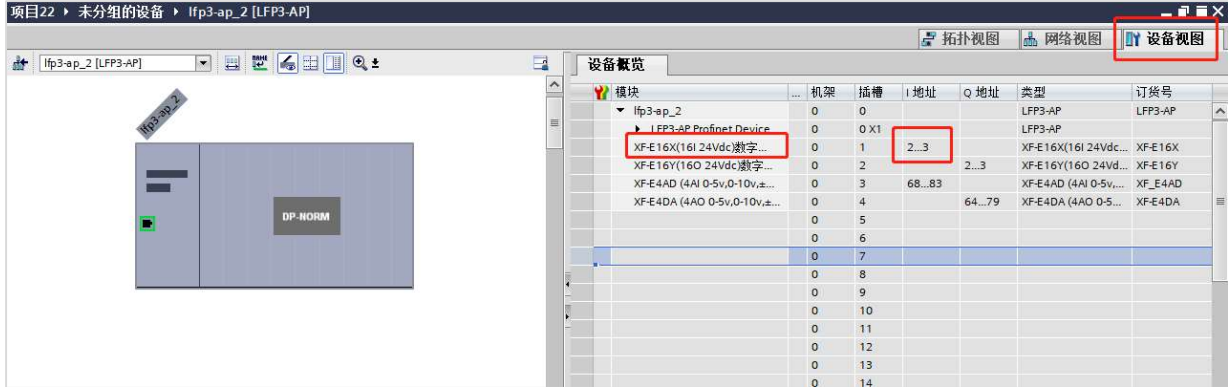 项目22 ▸ 未分组的设备 ▸ lfp3-ap_2 [LFP3-AP]
拓扑视图 网络视图 设备视图
lfp3-ap_2 [LFP3-AP]
设备概览
模块 ... 机架 插槽 I 地址 Q 地址 类型 订货号
lfp3-ap_2 0 0 LFP3-AP LFP3-AP
LFP3-AP Profinet Device 0 0 X1 LFP3-AP
XF-E16X(16I 24Vdc)数字... 0 1 2...3 XF-E16X(16I 24Vdc... XF-E16X
XF-E16Y(16O 24Vdc)数字... 0 2 2...3 XF-E16Y(16O 24Vd... XF-E16Y
XF-E4AD (4AI 0-5v,0-10v,±... 0 3 68...83 XF-E4AD (4AI 0-5v,... XF_E4AD
XF-E4DA (4AO 0-5v,0-10v,±... 0 4 64...79 XF-E4DA (4AO 0-5... XF-E4DA
0 5
0 6
0 7
0 8
0 9
0 10
0 11
0 12
0 13
0 14
lfp3-ap_2
DP-NORM